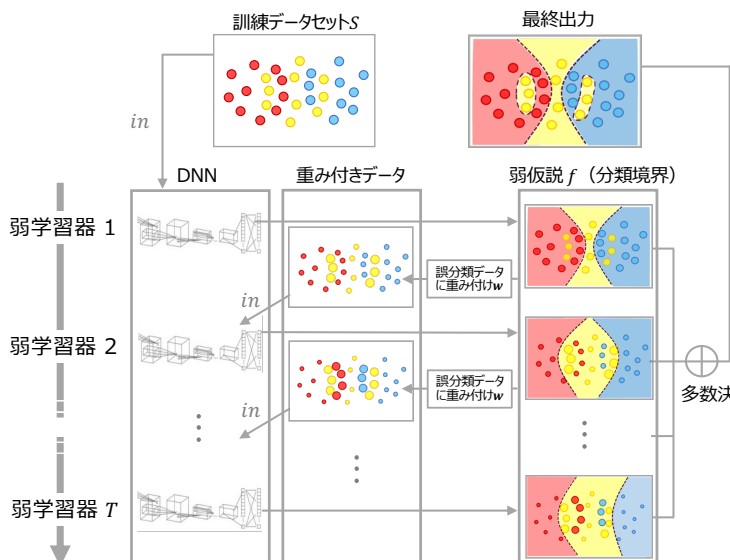 訓練データセットS
最終出力
in
DNN
重み付きデータ
弱仮説 f（分類境界）
弱学習器 1
誤分類データ
に重み付けw
in
弱学習器 2
誤分類データ
に重み付けw
多数決
in
弱学習器 T